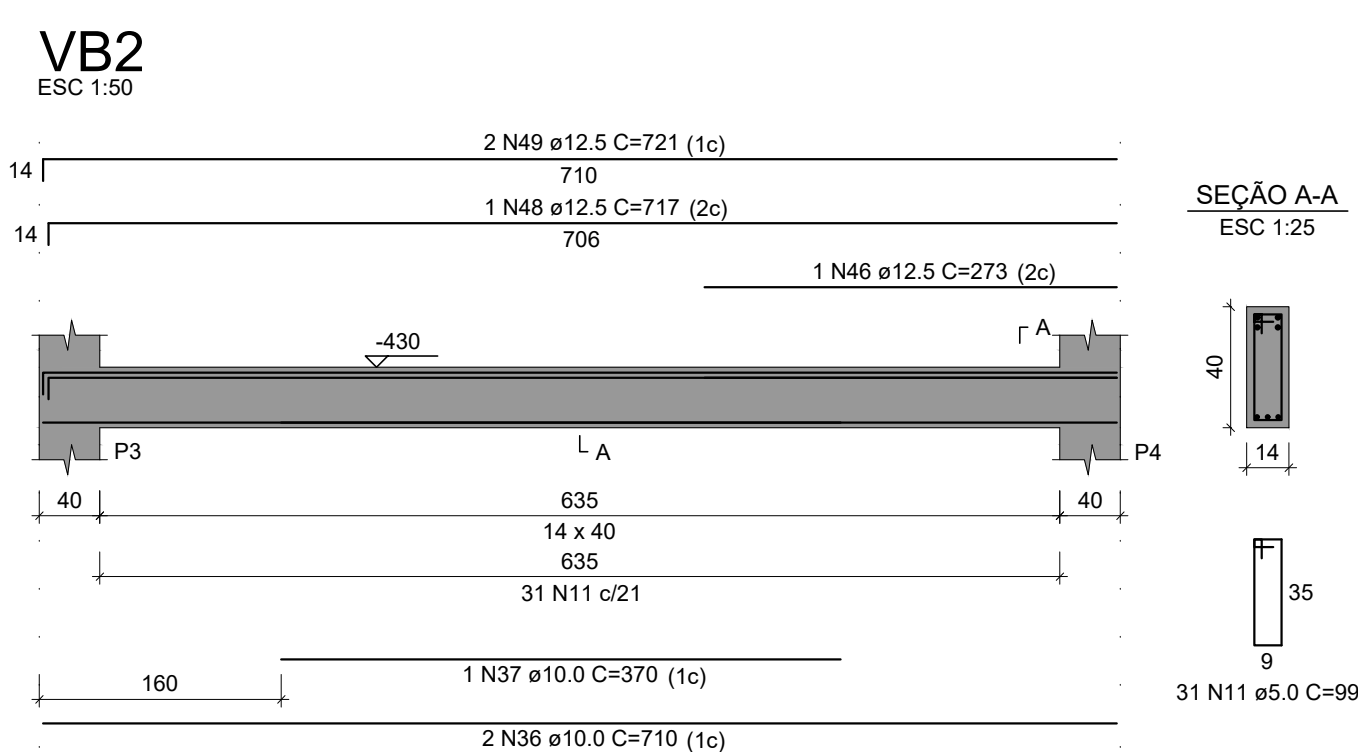 VB2
ESC 1:50
2 N49 ø12.5 C=721 (1c)
14
710
1 N48 ø12.5 C=717 (2c)
14
706
1 N46 ø12.5 C=273 (2c)
SEÇÃO A-A
ESC 1:25
A
-430
40
P3
A
P4
14
40
635
40
14 x 40
635
31 N11 c/21
35
9
31 N11 ø5.0 C=99
1 N37 ø10.0 C=370 (1c)
160
2 N36 ø10.0 C=710 (1c)